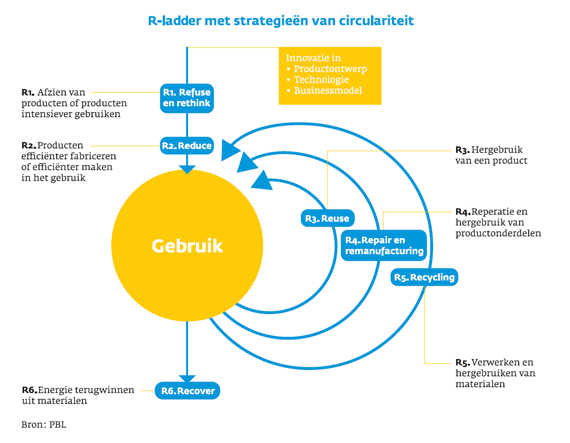 R-ladder met strategieën van circulariteit
Innovatie in
• Productontwerp
• Technologie
• Businessmodel
R1. Afzien van
producten of producten
intensiever gebruiken
R1. Refuse
en rethink
R2. Producten
efficiënter fabriceren
of efficiënter maken
in het gebruik
R2. Reduce
R3. Hergebruik
van een product
Gebruik
R3. Reuse
R4. Repair en
remanufacturing
R4. Reperatie en
hergebruik van
productonderdelen
R5. Recycling
R5. Verwerken en
hergebruiken van
materialen
R6. Energie terugwinnen
uit materialen
R6. Recover
Bron: PBL